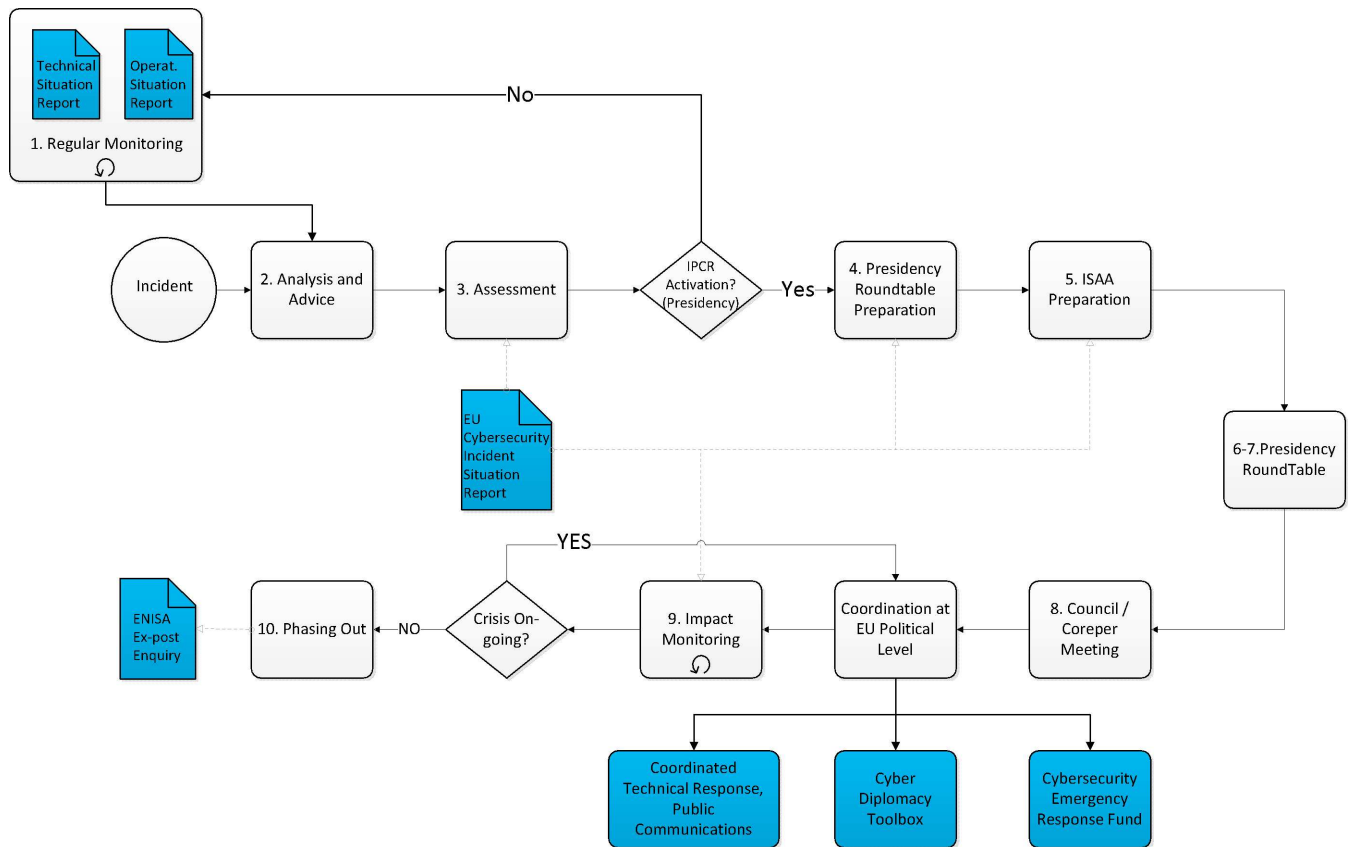 Technical
Situation
Report
Operat.
Situation
Report
1. Regular Monitoring
No
Incident
2. Analysis and
Advice
3. Assessment
IPCR
Activation?
(Presidency)
Yes
4. Presidency
Roundtable
Preparation
5. ISAA
Preparation
EU
Cybersecurity
Incident
Situation
Report
6-7.Presidency
RoundTable
YES
ENISA
Ex-post
Enquiry
10. Phasing Out
NO
Crisis On-
going?
9. Impact
Monitoring
Coordination at
EU Political
Level
8. Council /
Coreper
Meeting
Coordinated
Technical Response,
Public
Communications
Cyber
Diplomacy
Toolbox
Cybersecurity
Emergency
Response Fund